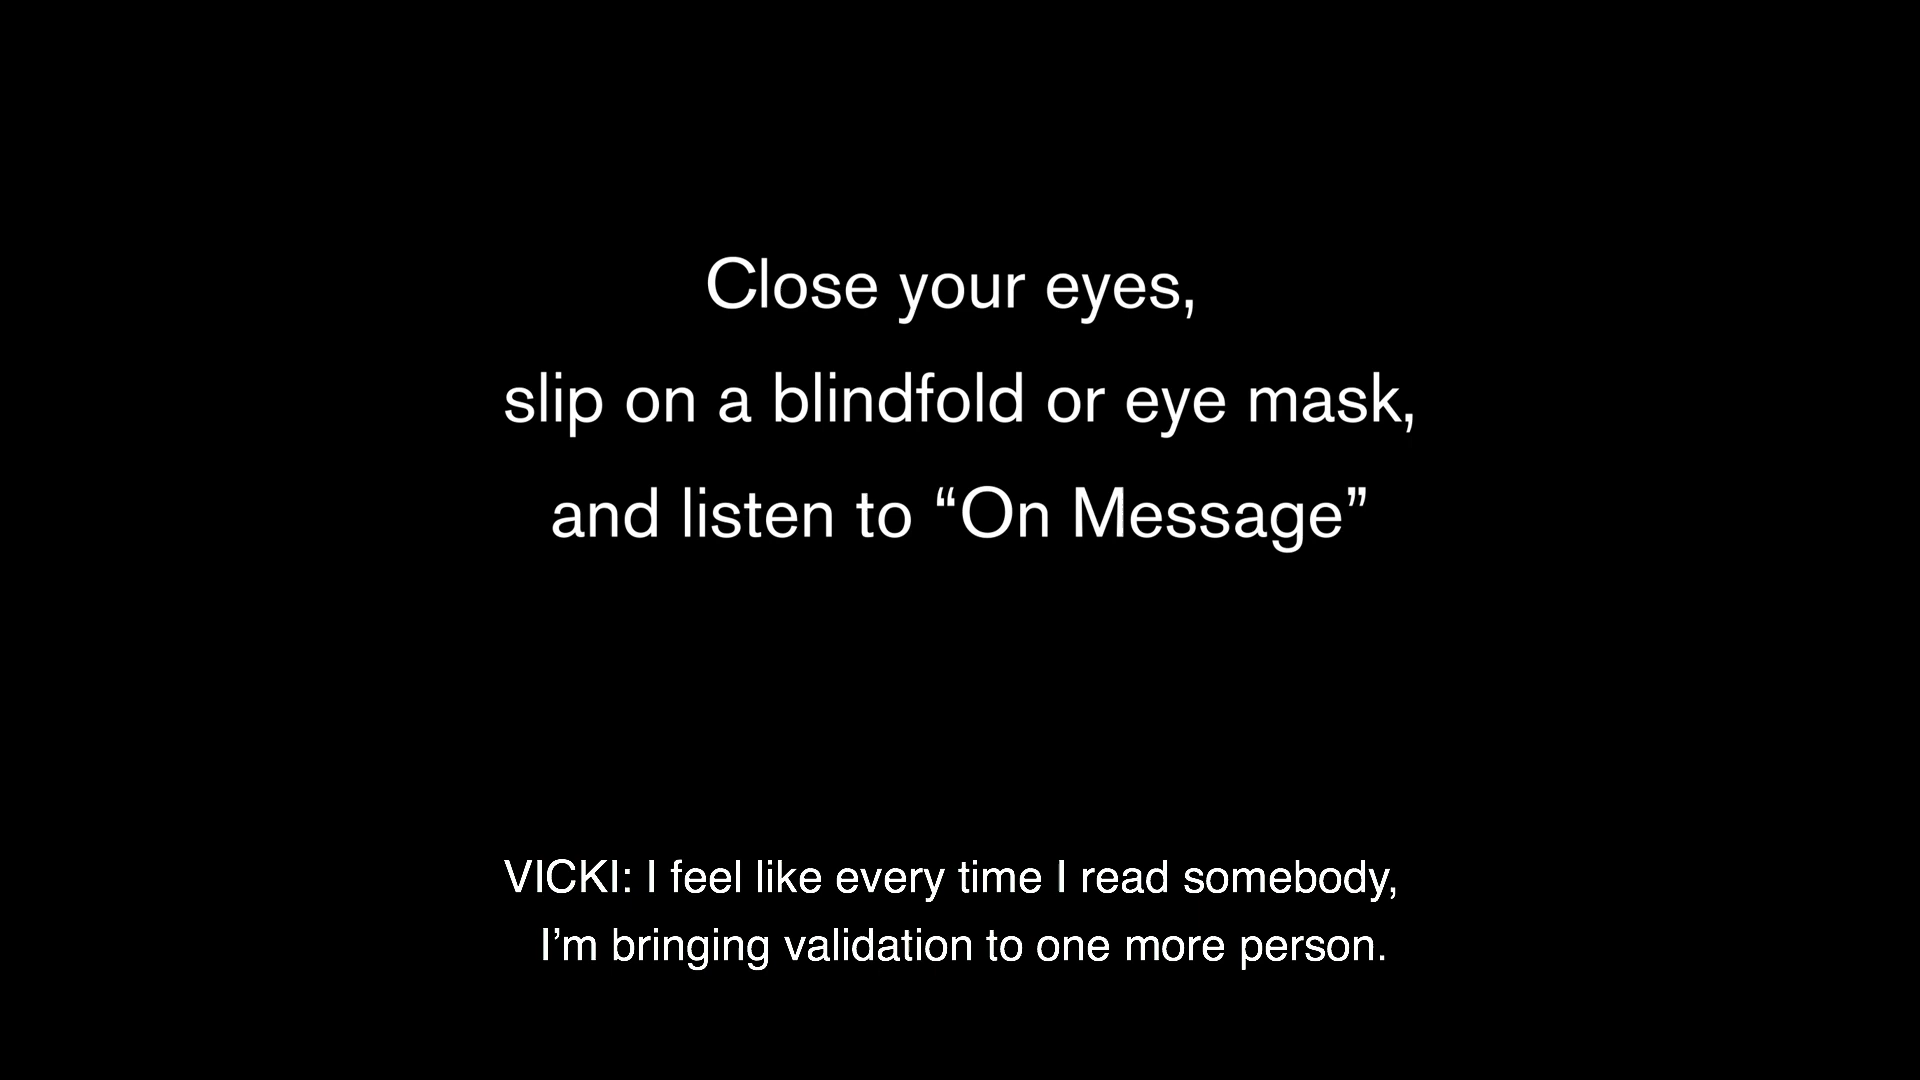 Close your eyes,
slip on a blindfold or eye mask,
and listen to “On Message”
VICKI: I feel like every time I read somebody,
I’m bringing validation to one more person.